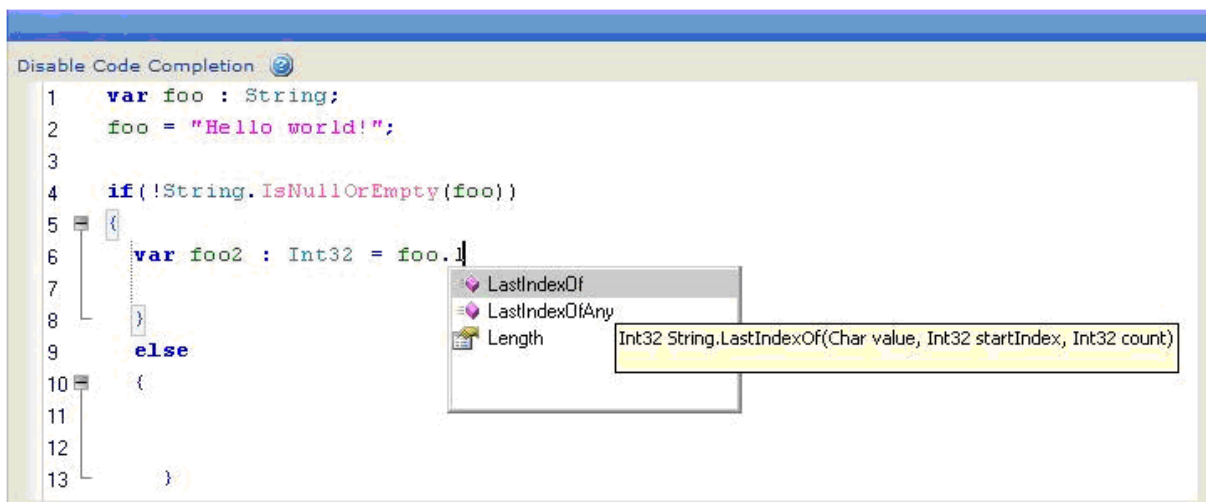 Disable Code Completion
1 var foo : String;
2 foo = "Hello world!";
3
4 if(!String.IsNullOrEmpty(foo))
5 {
6 var foo2 : Int32 = foo.l
LastIndexOf
7
LastIndexOfAny
8 }
Length
Int32 String.LastIndexOf(Char value, Int32 startIndex, Int32 count)
9 else
10 {
11
12
13 }